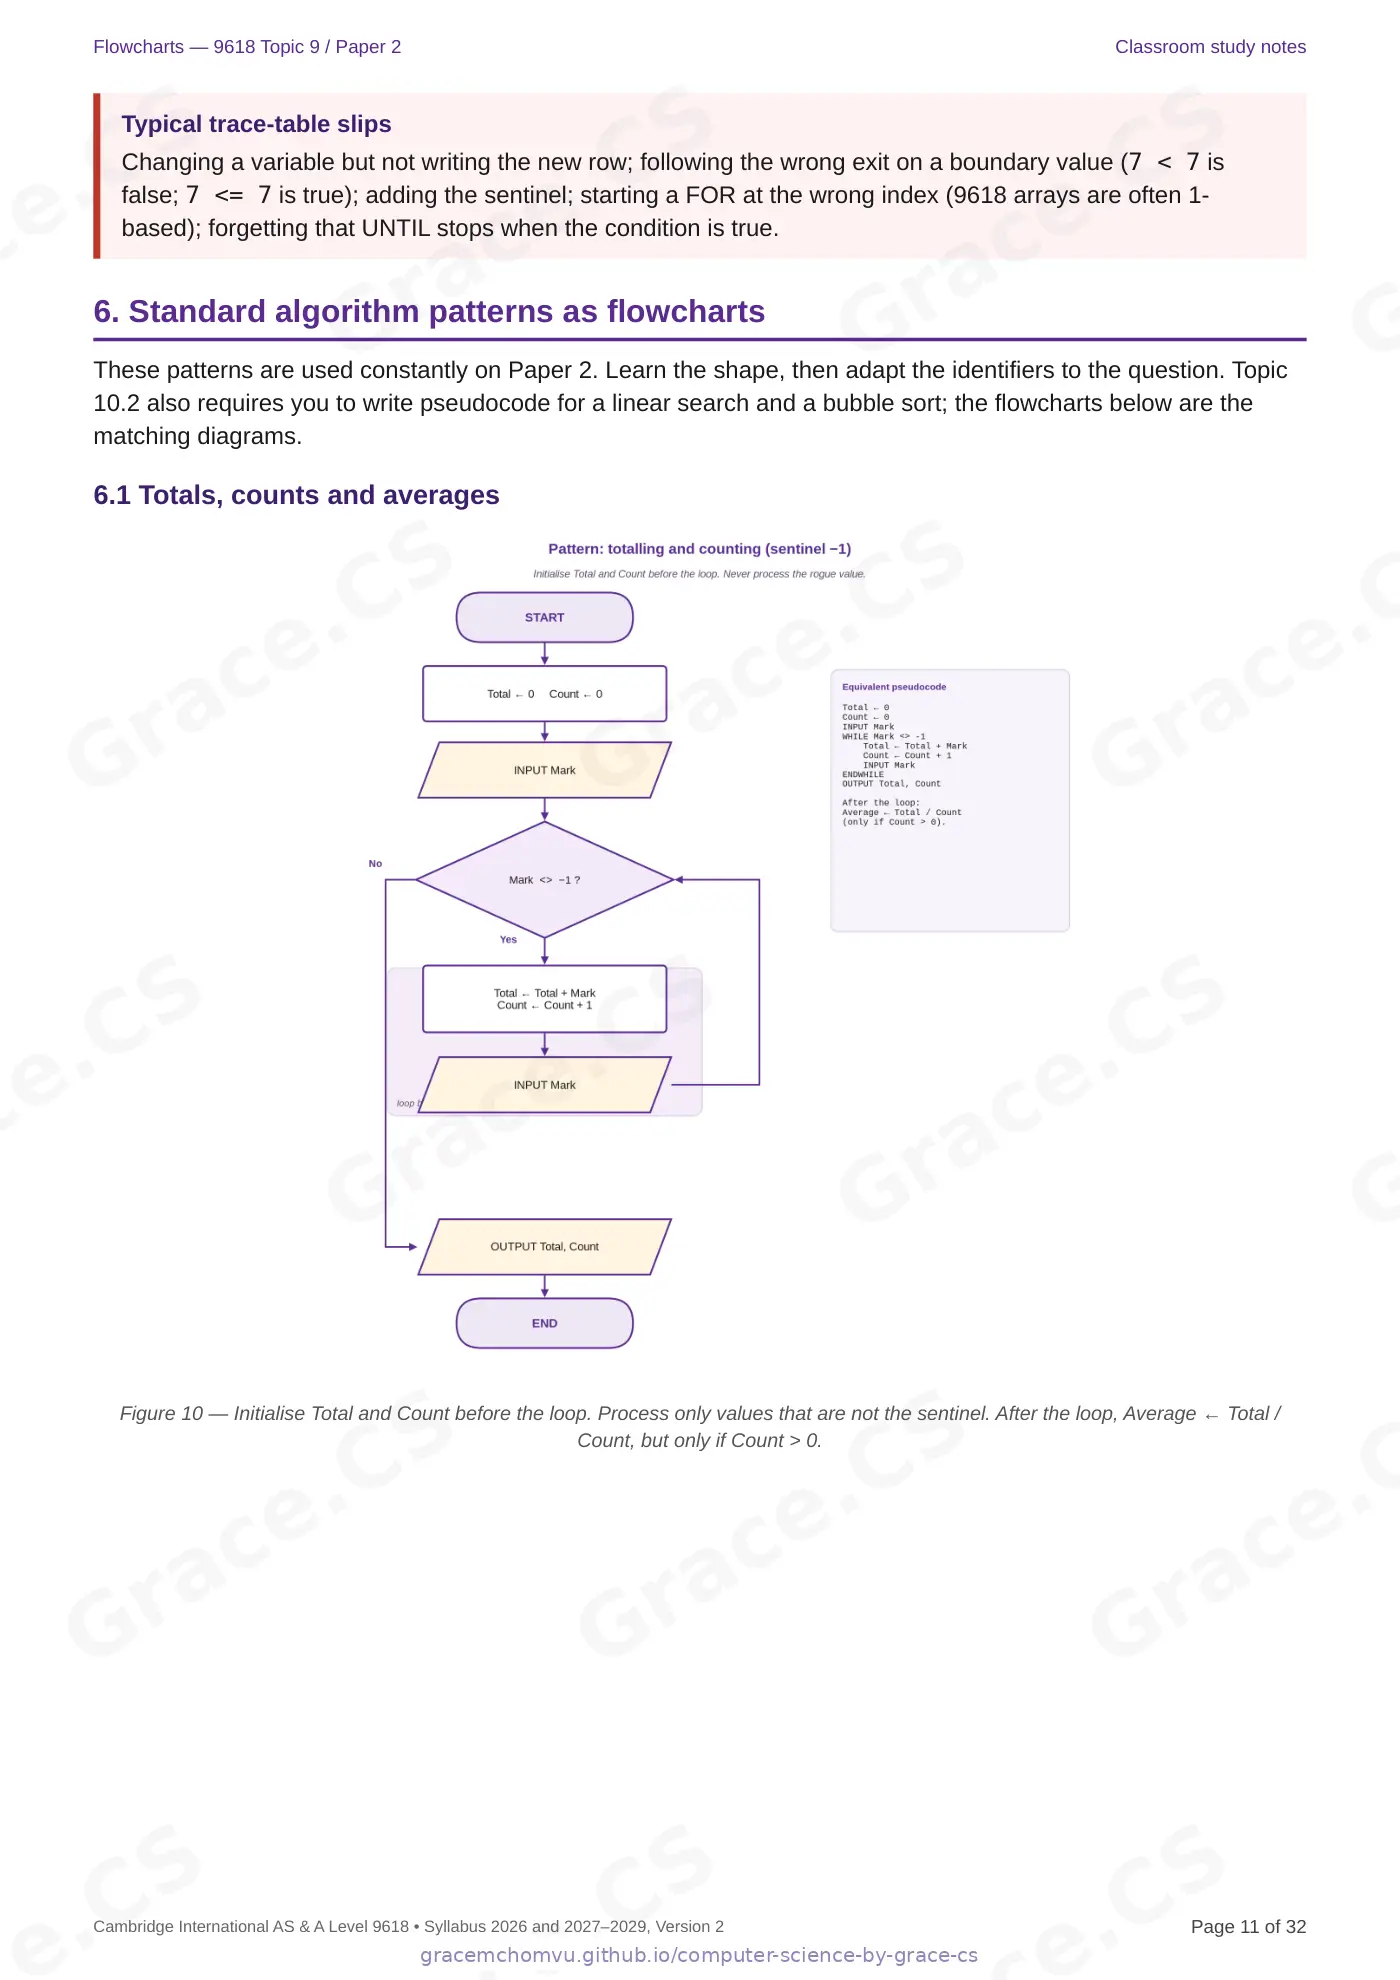 Flowcharts — 9618 Topic 9 / Paper 2
Classroom study notes
Typical trace-table slips
Changing a variable but not writing the new row; following the wrong exit on a boundary value (7 < 7 is
false; 7 <= 7 is true); adding the sentinel; starting a FOR at the wrong index (9618 arrays are often 1-
based); forgetting that UNTIL stops when the condition is true.
6. Standard algorithm patterns as flowcharts
These patterns are used constantly on Paper 2. Learn the shape, then adapt the identifiers to the question. Topic
10.2 also requires you to write pseudocode for a linear search and a bubble sort; the flowcharts below are the
matching diagrams.
6.1 Totals, counts and averages
Pattern: totalling and counting (sentinel −1)
Initialise Total and Count before the loop. Never process the rogue value.
START
Total ← 0 Count ← 0
INPUT Mark
Mark <> −1 ?
No
Yes
Total ← Total + Mark
Count ← Count + 1
INPUT Mark
loop
OUTPUT Total, Count
END
Equivalent pseudocode
Total ← 0
Count ← 0
INPUT Mark
WHILE Mark <> -1
Total ← Total + Mark
Count ← Count + 1
INPUT Mark
ENDWHILE
OUTPUT Total, Count
After the loop:
Average ← Total / Count
(only if Count > 0).
Figure 10 — Initialise Total and Count before the loop. Process only values that are not the sentinel. After the loop, Average ← Total /
Count, but only if Count > 0.
Cambridge International AS & A Level 9618 • Syllabus 2026 and 2027–2029, Version 2
Page 11 of 32
gracemchomvu.github.io/computer-science-by-grace-cs
Grace.CS